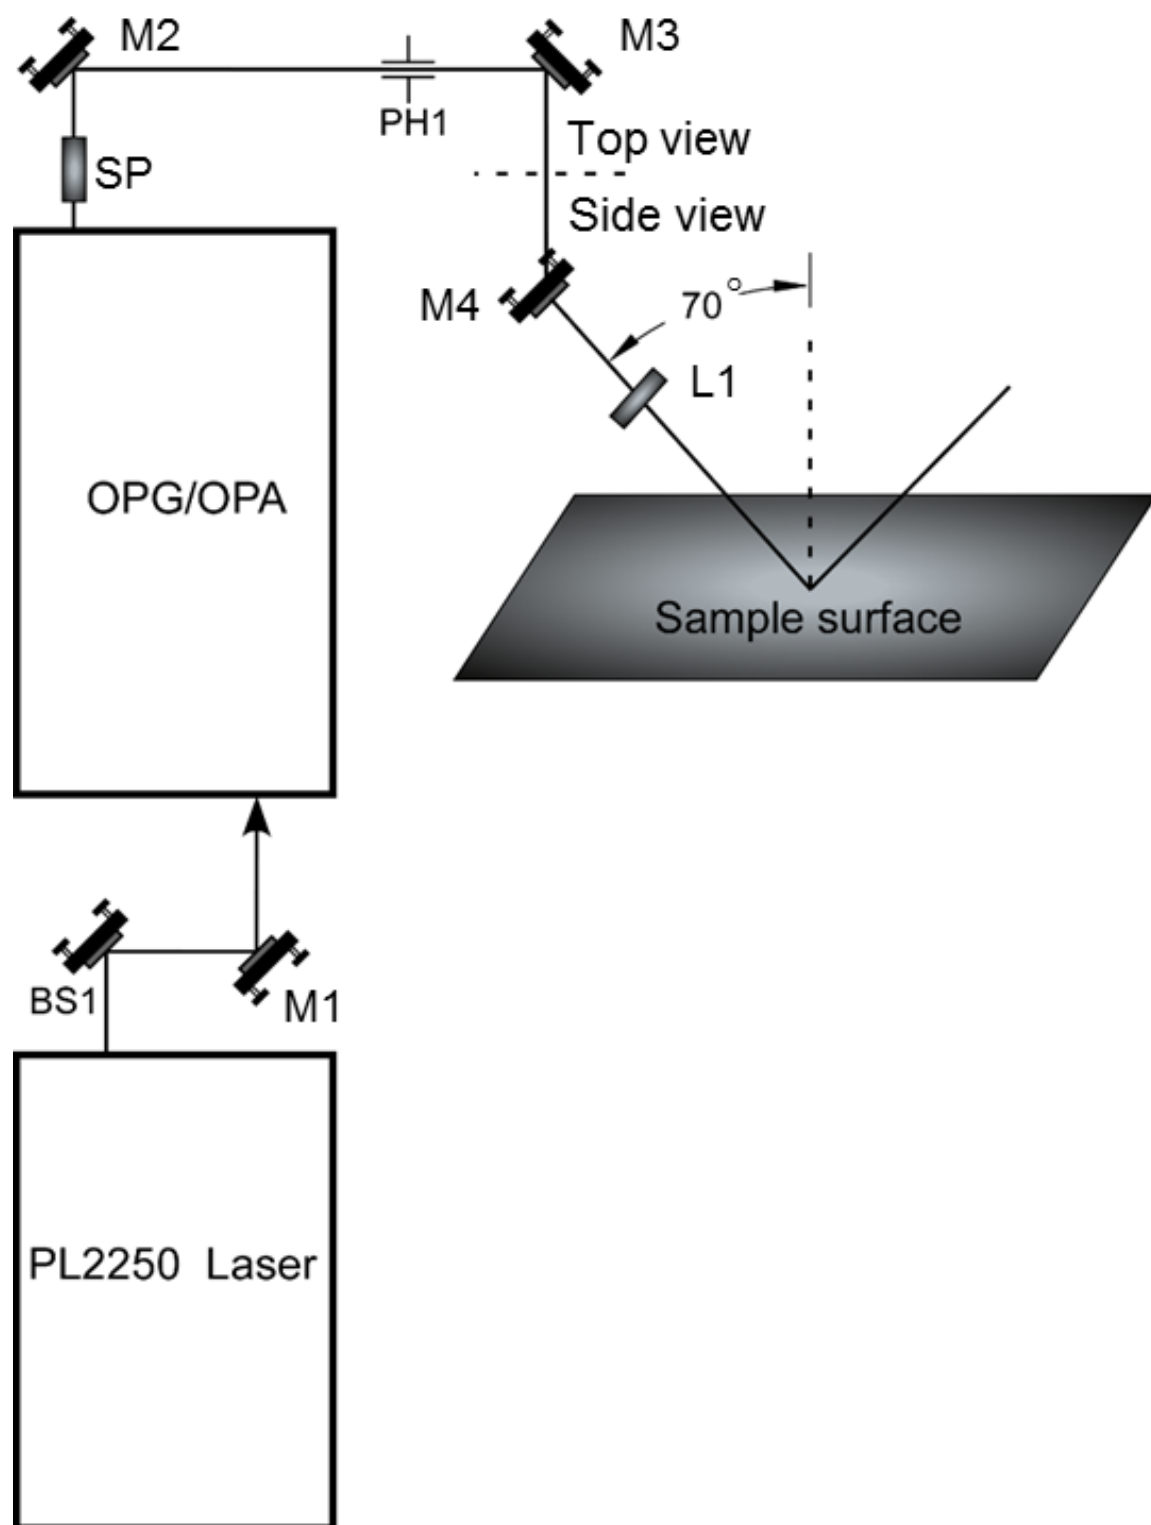 M2
M3
PH1
Top view
SP
Side view
M4
70°
L1
OPG/OPA
Sample surface
BS1
M1
PL2250 Laser